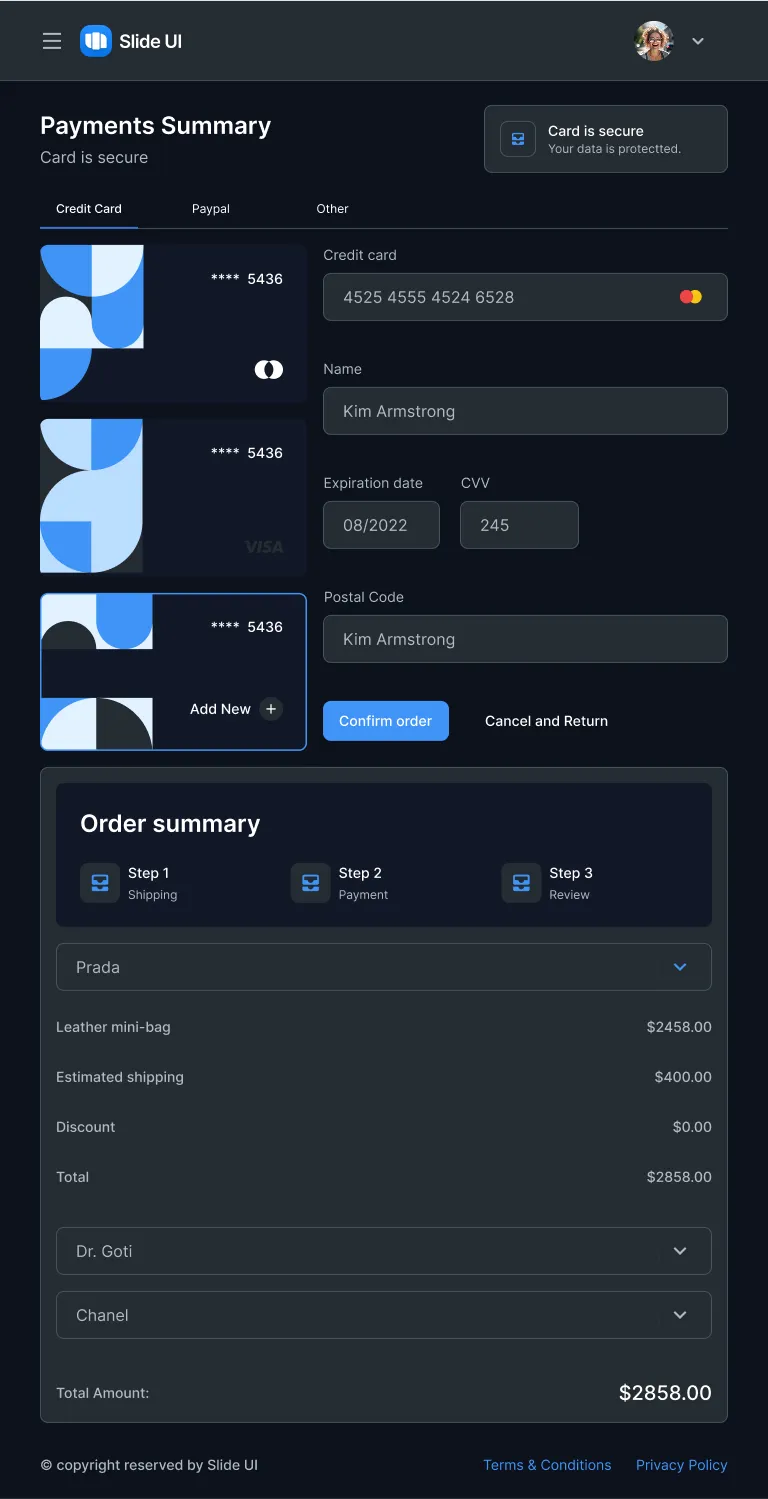 Slide UI
Payments Summary
Card is secure
Card is secure
Your data is protectted.
Credit Card
Paypal
Other
**** 5436
**** 5436
VISA
**** 5436
Add New
Credit card
4525 4555 4524 6528
Name
Kim Armstrong
Expiration date
CVV
08/2022
245
Postal Code
Kim Armstrong
Confirm order
Cancel and Return
Order summary
Step 1
Shipping
Step 2
Payment
Step 3
Review
Prada
Leather mini-bag $2458.00
Estimated shipping $400.00
Discount $0.00
Total $2858.00
Dr. Goti
Chanel
Total Amount: $2858.00
© copyright reserved by Slide UI
Terms & Conditions
Privacy Policy